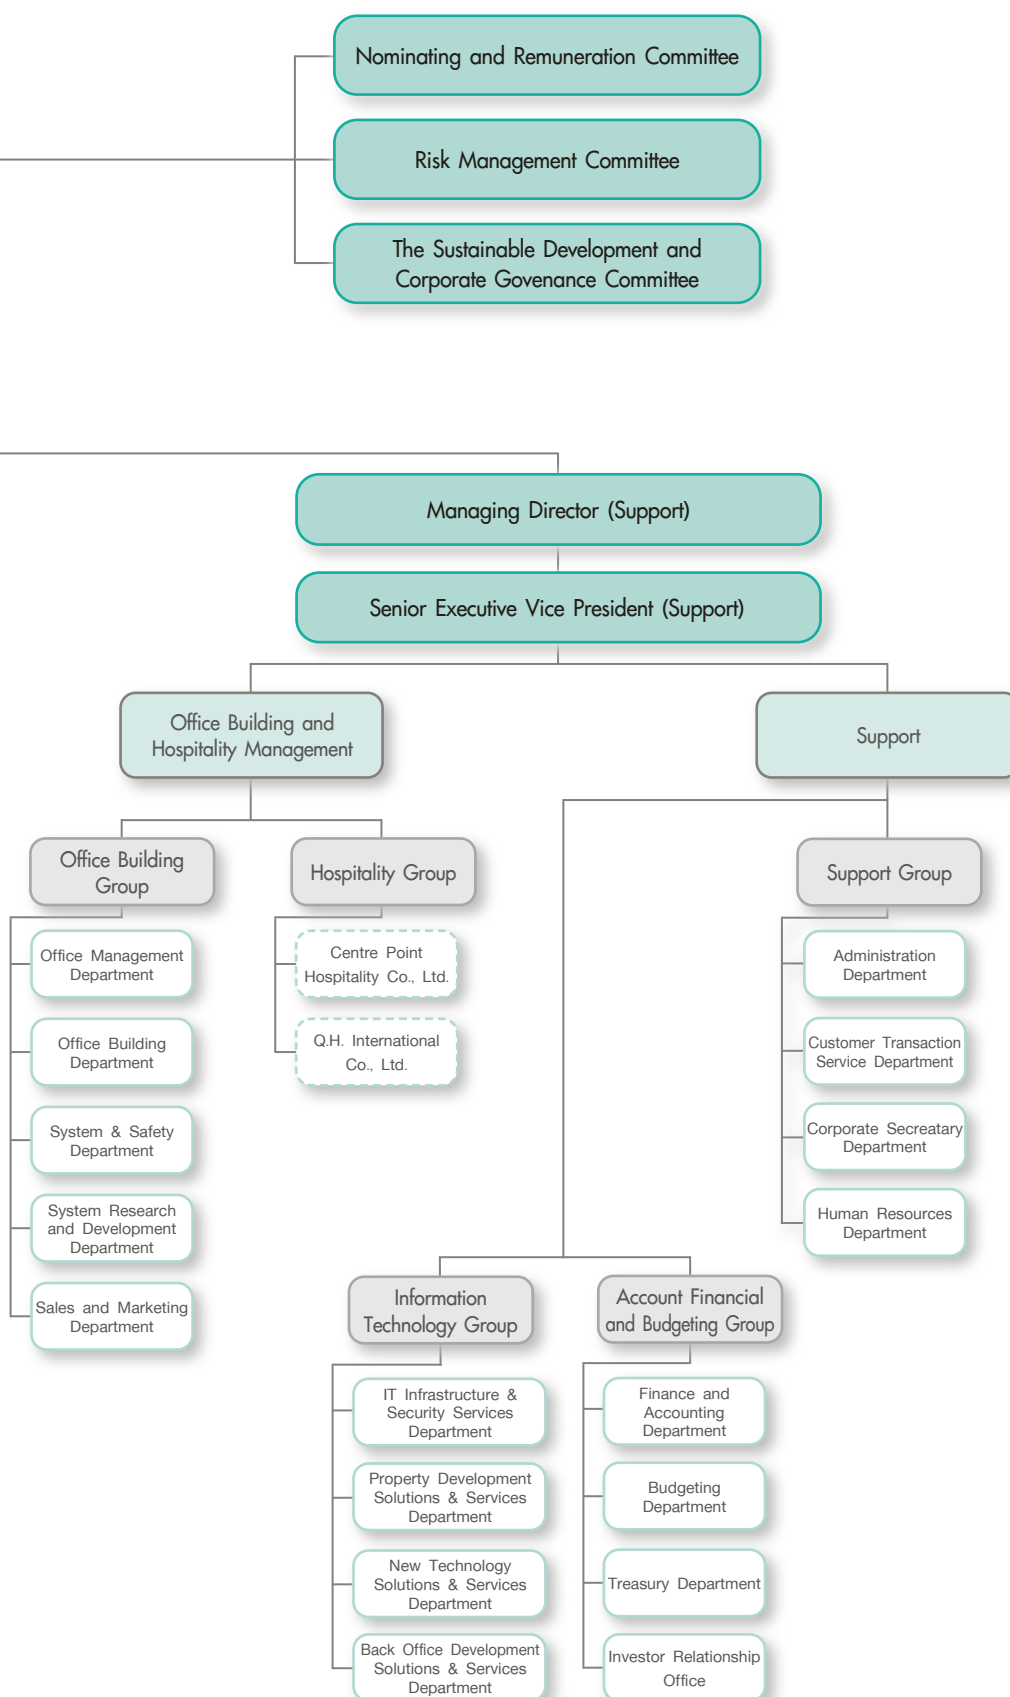 Nominating and Remuneration Committee
Risk Management Committee
The Sustainable Development and
Corporate Govenance Committee
Managing Director (Support)
Senior Executive Vice President (Support)
Office Building and
Hospitality Management
Support
Office Building
Group
Hospitality Group
Support Group
Office Management
Department
Office Building
Department
System & Safety
Department
System Research
and Development
Department
Sales and Marketing
Department
Centre Point
Hospitality Co., Ltd.
Q.H. International
Co., Ltd.
Administration
Department
Customer Transaction
Service Department
Corporate Secreatary
Department
Human Resources
Department
Information
Technology Group
Account Financial
and Budgeting Group
IT Infrastructure &
Security Services
Department
Property Development
Solutions & Services
Department
New Technology
Solutions & Services
Department
Back Office Development
Solutions & Services
Department
Finance and
Accounting
Department
Budgeting
Department
Treasury Department
Investor Relationship
Office